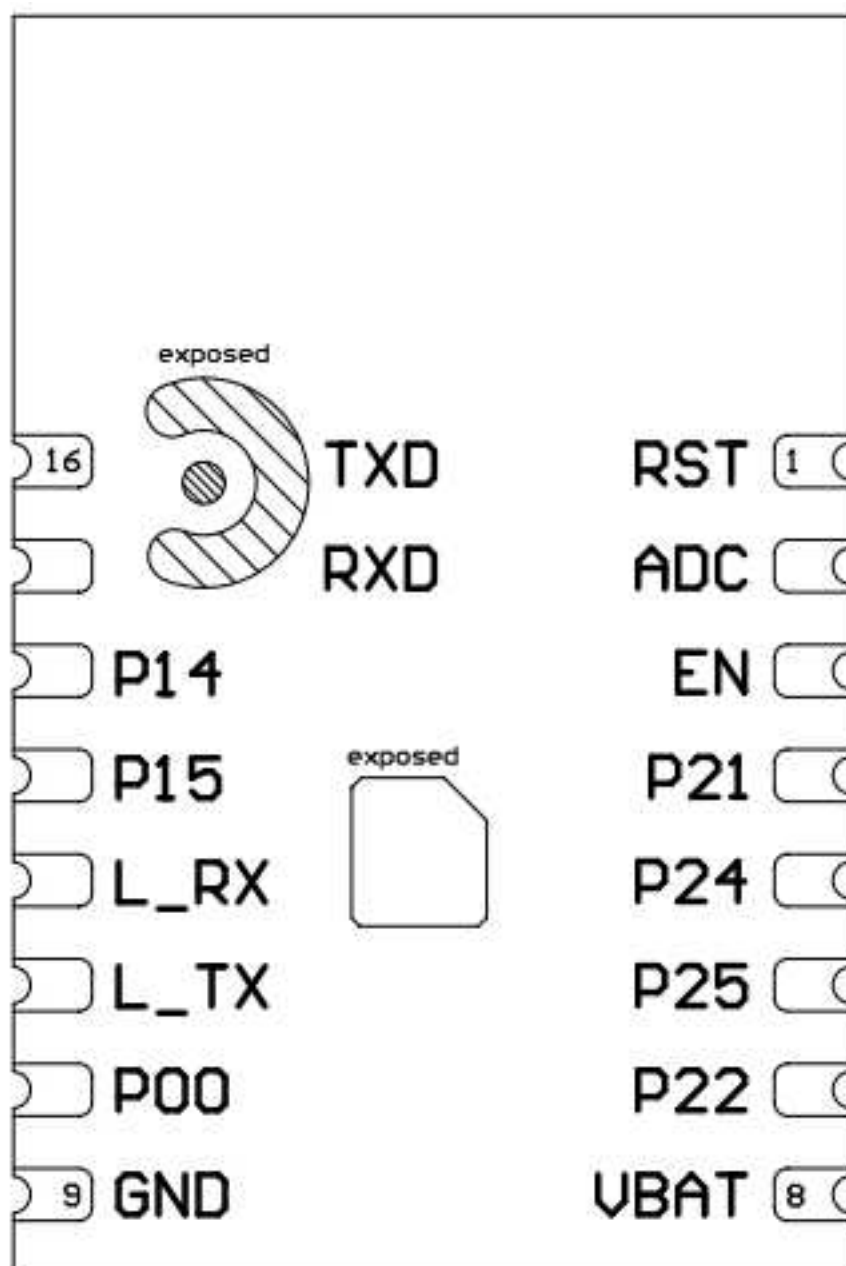 exposed
16 TXD RST 1
RXD ADC
P14 EN
exposed
P15 P21
L_RX P24
L_TX P25
P00 P22
9 GND VBAT 8